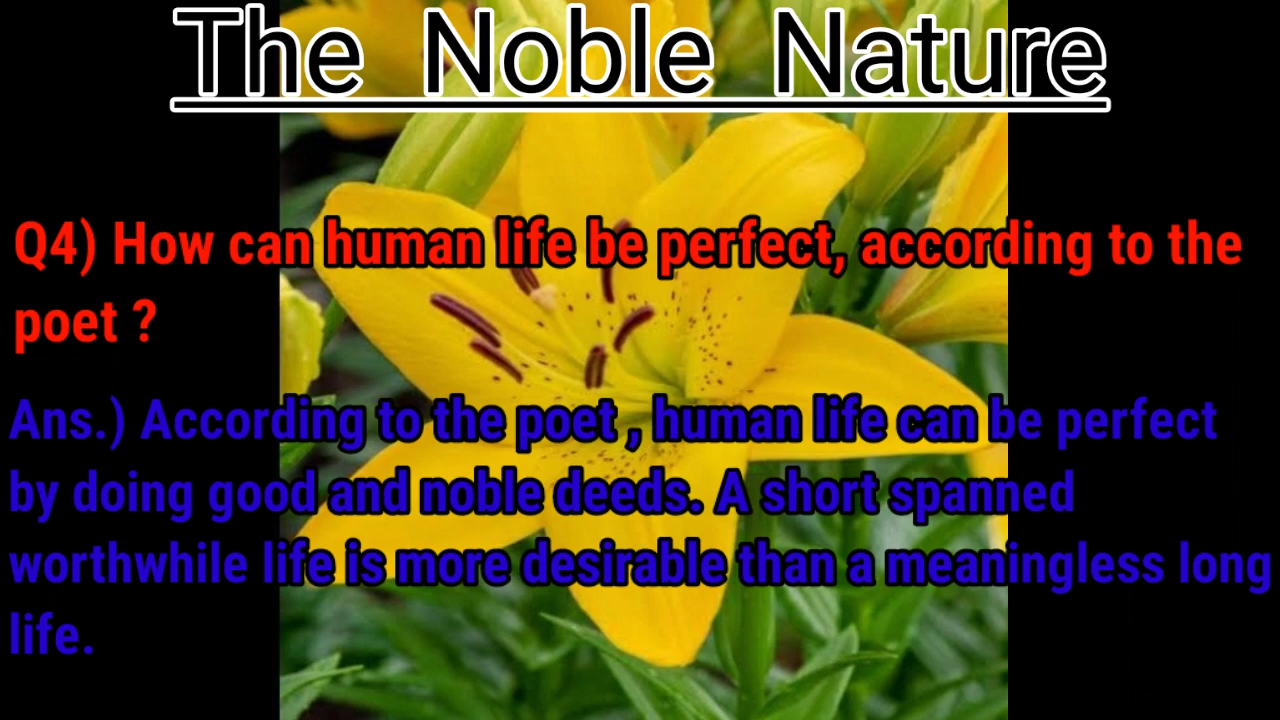 The Noble Nature
Q4) How can human life be perfect, according to the
poet ?
Ans.) According to the poet , human life can be perfect
by doing good and noble deeds. A short spanned
worthwhile life is more desirable than a meaningless long
life.